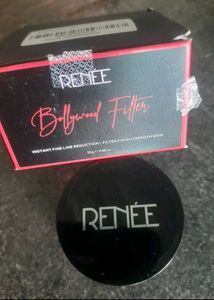 RENÉE
Bollywood Filter
INSTANT FINE LINE REDUCTION | FILTER FINISH SMOOTH SKIN
RENÉE